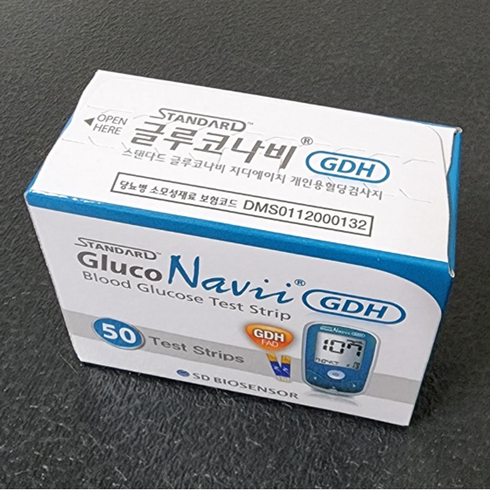 STANDARD™
글루코나비® GDH
◀OPEN HERE
스탠다드 글루코나비 지디에이치 개인용혈당검사지
당뇨병 소모성재료 보험코드 DMS0112000132
STANDARD™
Gluco Navii® GDH
Blood Glucose Test Strip
50 Test Strips
GDH
FAD
107
SD BIOSENSOR